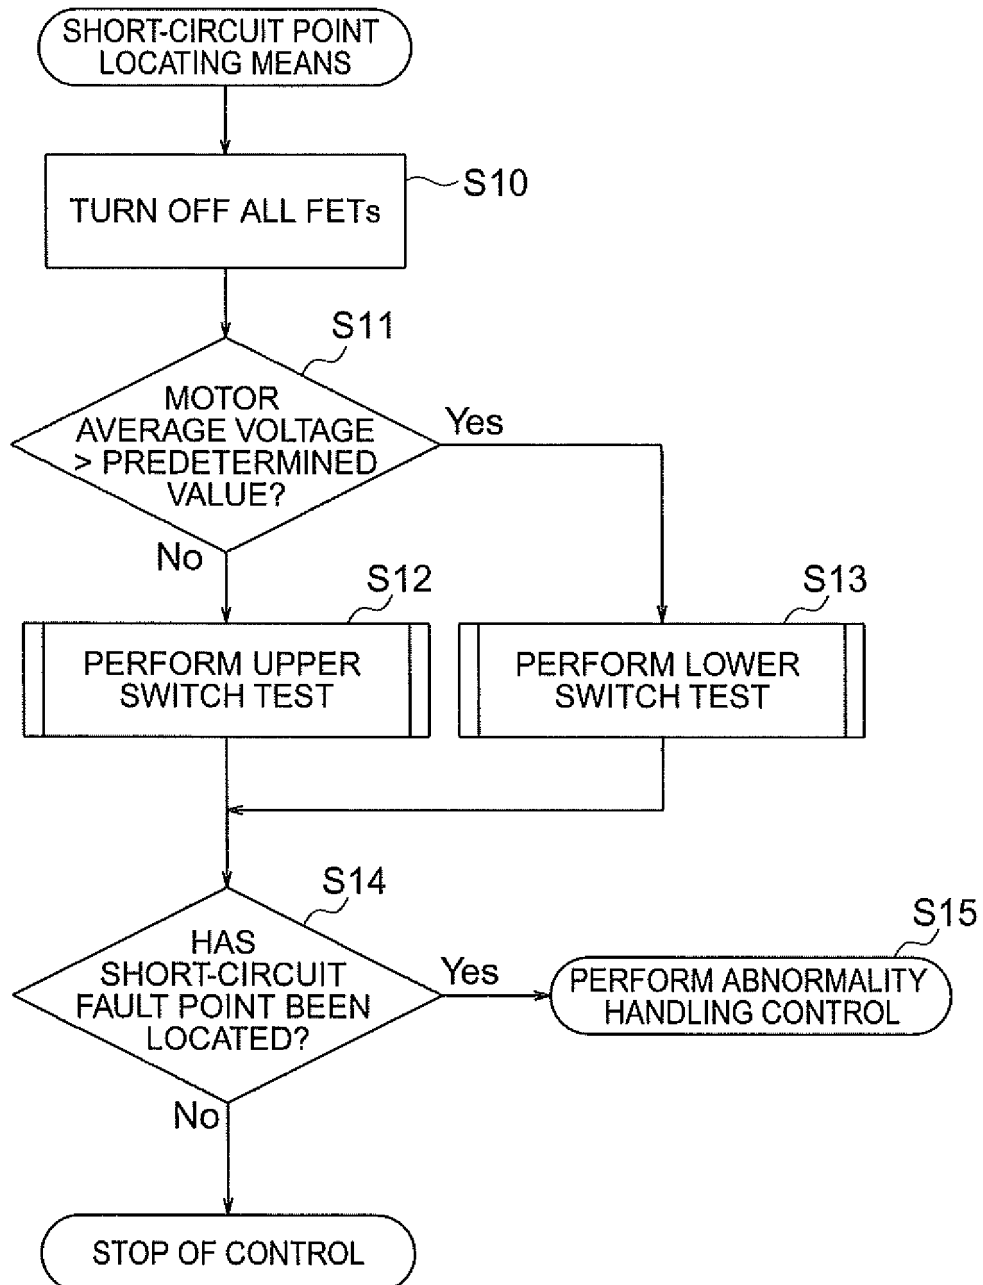 SHORT-CIRCUIT POINT
LOCATING MEANS
TURN OFF ALL FETs
S10
S11
MOTOR
AVERAGE VOLTAGE
> PREDETERMINED
VALUE?
Yes
No
S12
PERFORM UPPER
SWITCH TEST
S13
PERFORM LOWER
SWITCH TEST
S14
HAS
SHORT-CIRCUIT
FAULT POINT BEEN
LOCATED?
Yes
S15
PERFORM ABNORMALITY
HANDLING CONTROL
No
STOP OF CONTROL